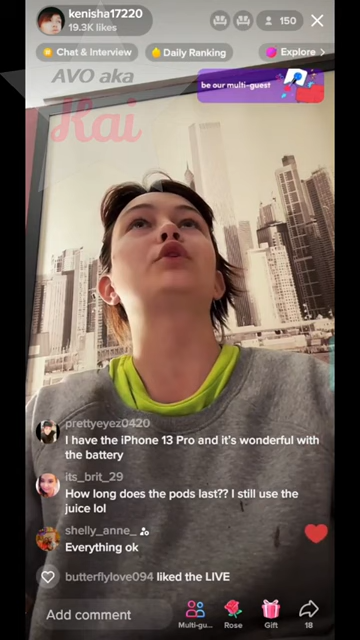 kenisha17220
19.3K likes
150
Chat & Interview
Daily Ranking
Explore >
AVO aka
Kai
be our multi-guest
prettyeyez0420
I have the iPhone 13 Pro and it's wonderful with
the battery
its_brit_29
How long does the pods last?? I still use the
juice lol
shelly_anne_
Everything ok
butterflylove094 liked the LIVE
Add comment
Multi-gu...
Rose
Gift
18